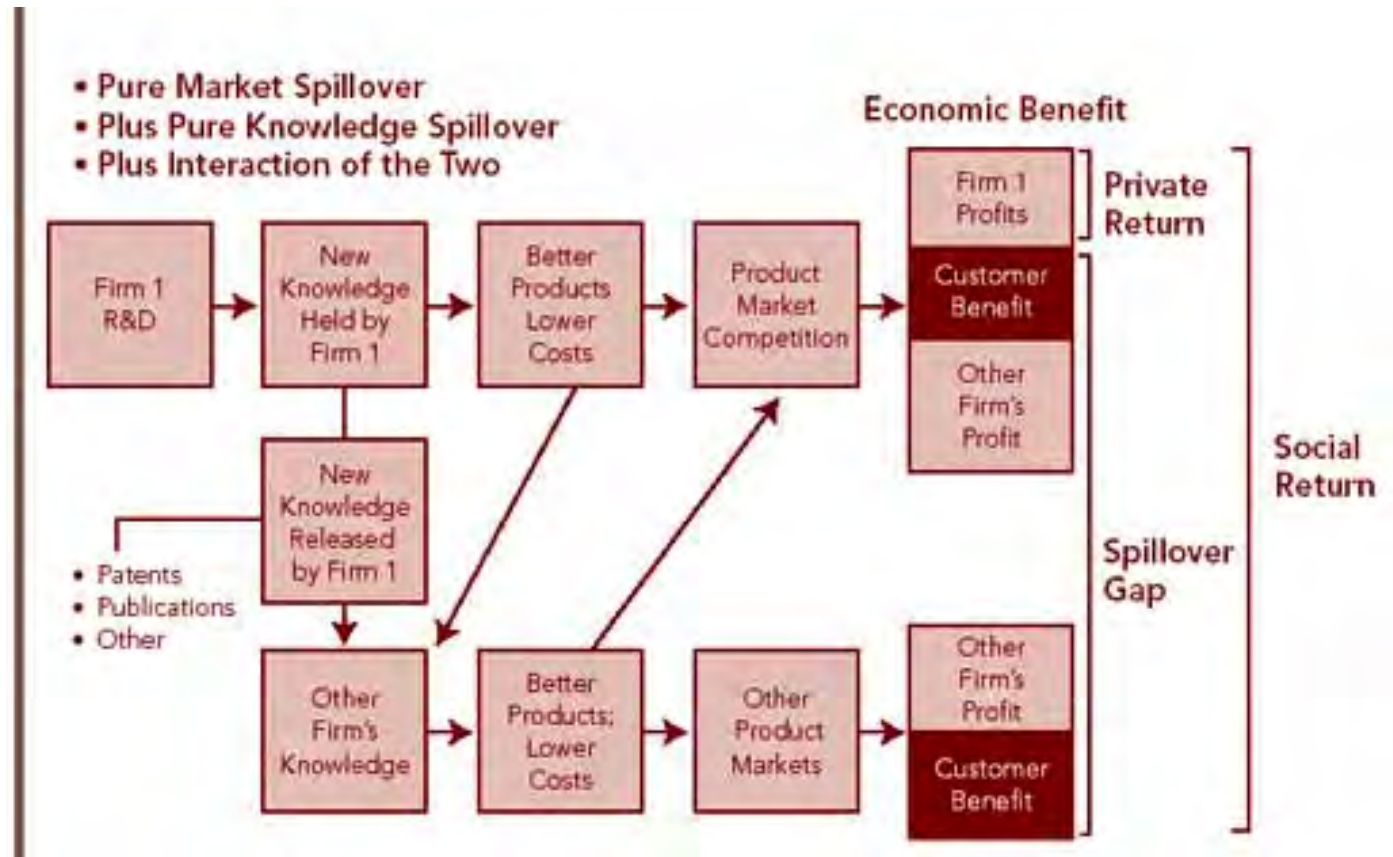 • Pure Market Spillover
• Plus Pure Knowledge Spillover
• Plus Interaction of the Two
Economic Benefit
Firm 1
R&D
New
Knowledge
Held by
Firm 1
Better
Products
Lower
Costs
Product
Market
Competition
Firm 1
Profits
Customer
Benefit
Other
Firm's
Profit
Private
Return
New
Knowledge
Released
by Firm 1
• Patents
• Publications
• Other
Social
Return
Spillover
Gap
Other
Firm's
Knowledge
Better
Products;
Lower
Costs
Other
Product
Markets
Other
Firm's
Profit
Customer
Benefit